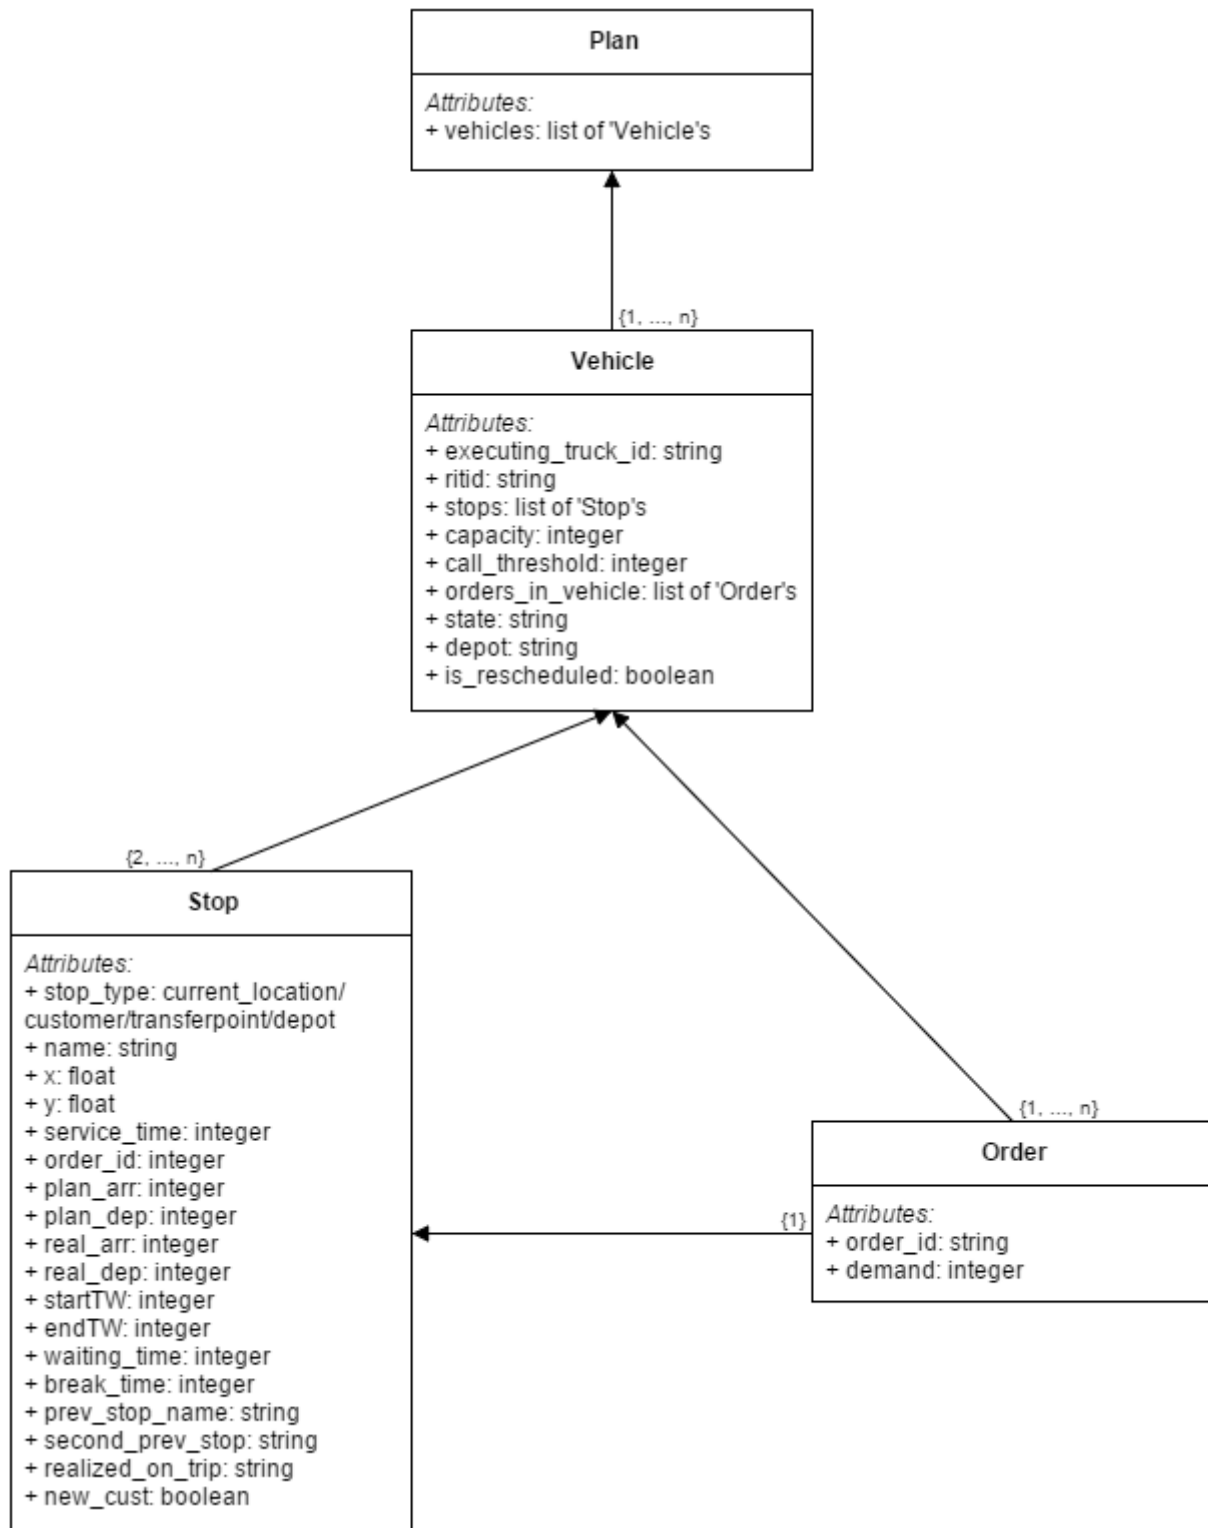 Plan
Attributes:
+ vehicles: list of 'Vehicle's
{1, ..., n}
Vehicle
Attributes:
+ executing_truck_id: string
+ ritid: string
+ stops: list of 'Stop's
+ capacity: integer
+ call_threshold: integer
+ orders_in_vehicle: list of 'Order's
+ state: string
+ depot: string
+ is_rescheduled: boolean
{2, ..., n}
Stop
Attributes:
+ stop_type: current_location/
customer/transferpoint/depot
+ name: string
+ x: float
+ y: float
+ service_time: integer
+ order_id: integer
+ plan_arr: integer
+ plan_dep: integer
+ real_arr: integer
+ real_dep: integer
+ startTW: integer
+ endTW: integer
+ waiting_time: integer
+ break_time: integer
+ prev_stop_name: string
+ second_prev_stop: string
+ realized_on_trip: string
+ new_cust: boolean
{1, ..., n}
Order
{1}
Attributes:
+ order_id: string
+ demand: integer